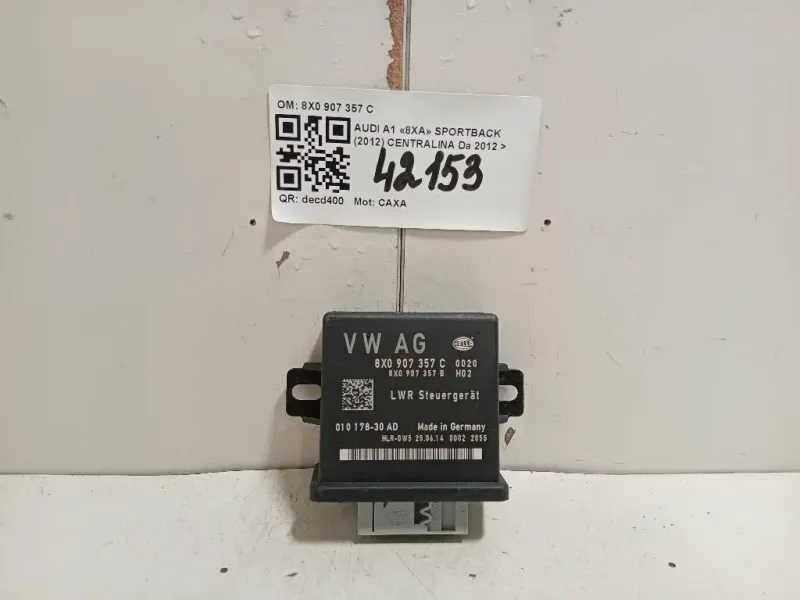 OM: 8X0 907 357 C
AUDI A1 «8XA» SPORTBACK
(2012) CENTRALINA Da 2012 >
42153
QR: decd400 Mot: CAXA
VW AG HELLA
8X0 907 357 C 0020
8X0 907 357 B H02
LWR Steuergerät
010 178-30 AD Made in Germany
HLR-0W5 25.06.14 0002 2055